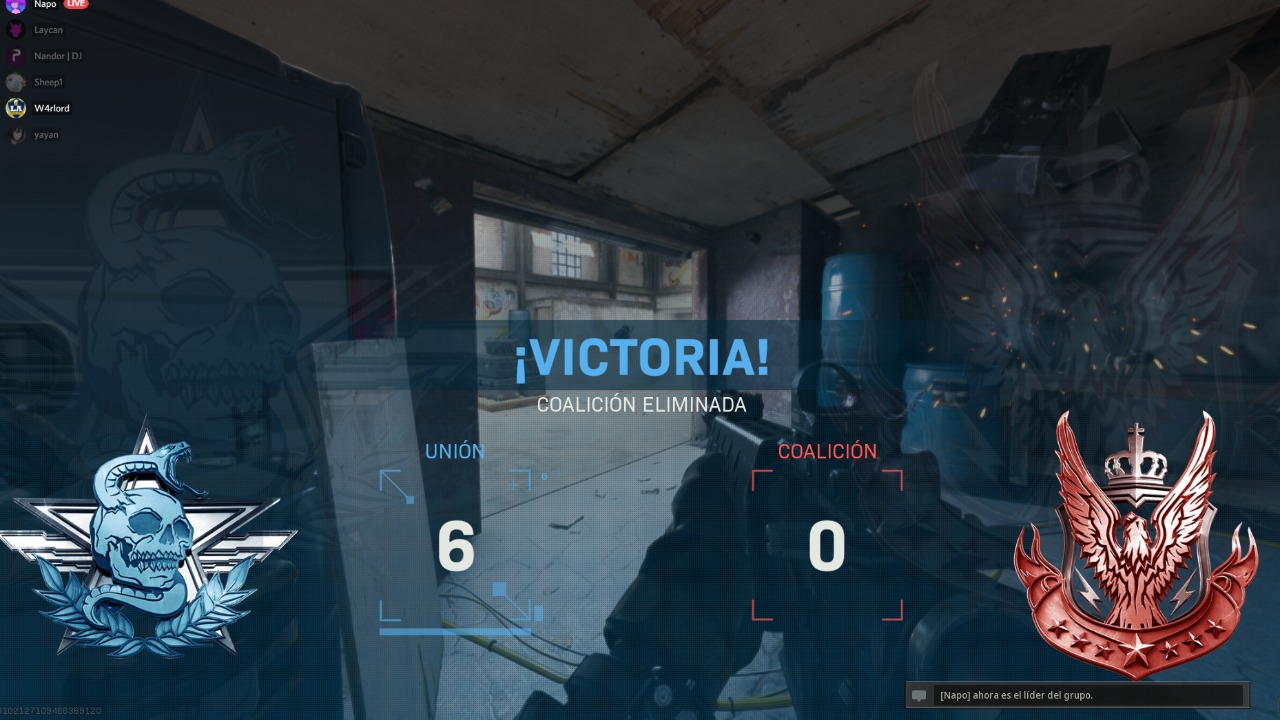 Napo LIVE
Laycan
Nandor | DJ
Sheep1
W4rlord
yayan
¡VICTORIA!
COALICIÓN ELIMINADA
UNIÓN
COALICIÓN
6
6
0
[Napo] ahora es el líder del grupo.